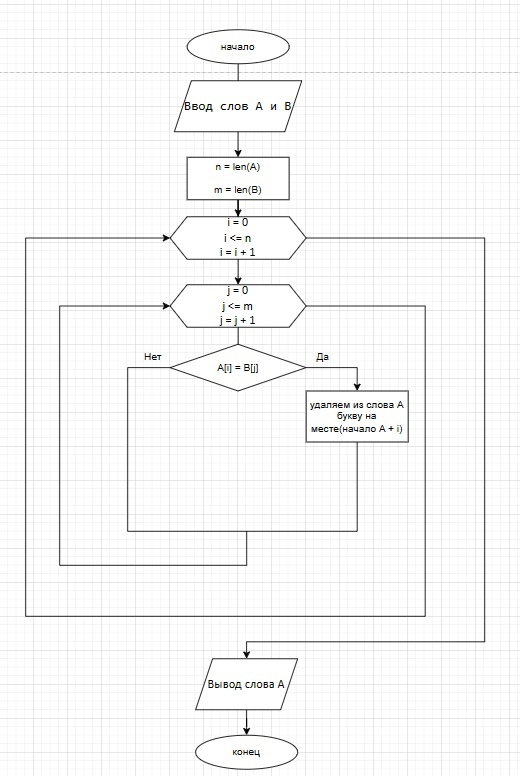 начало
Ввод слов А и В
n = len(A)
m = len(B)
i = 0
i <= n
i = i + 1
j = 0
j <= m
j = j + 1
Нет
A[i] = B[j]
Да
удаляем из слова А
букву на
месте(начало А + i)
Вывод слова А
конец